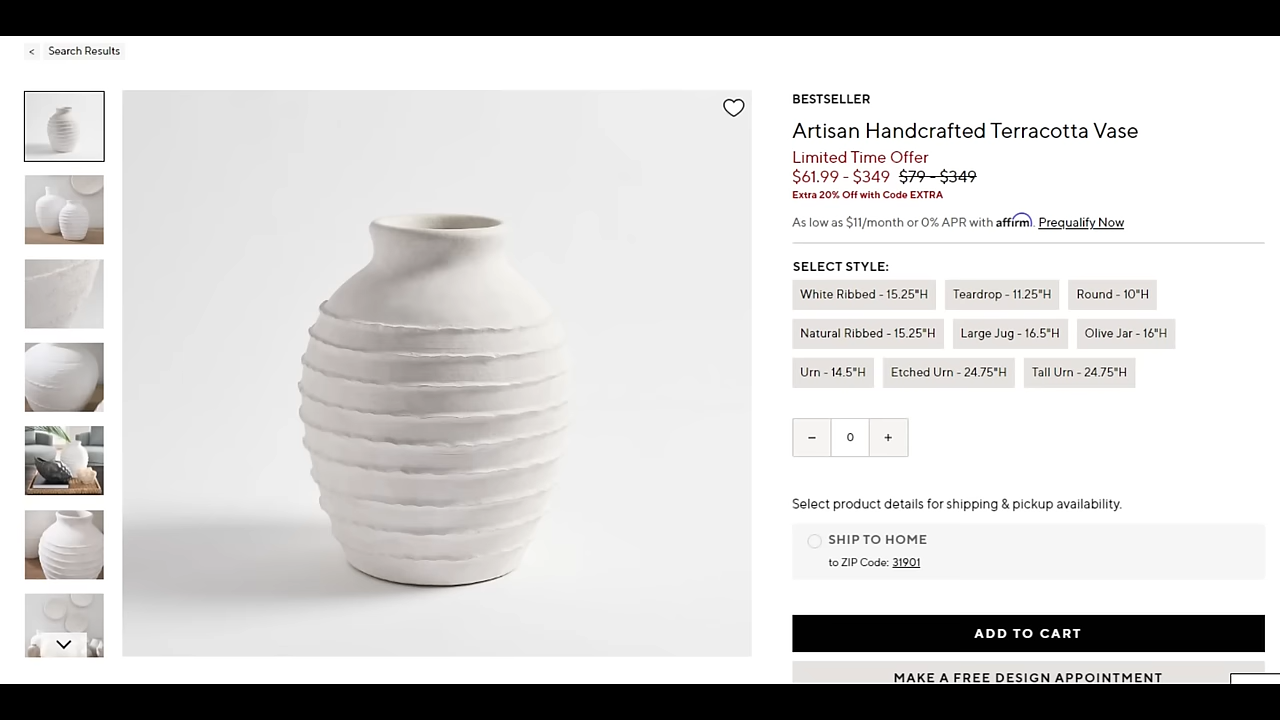 < Search Results
BESTSELLER
Artisan Handcrafted Terracotta Vase
Limited Time Offer
$61.99 - $349 $79 - $349
Extra 20% Off with Code EXTRA
As low as $11/month or 0% APR with affirm. Prequalify Now
SELECT STYLE:
White Ribbed - 15.25"H Teardrop - 11.25"H Round - 10"H
Natural Ribbed - 15.25"H Large Jug - 16.5"H Olive Jar - 16"H
Urn - 14.5"H Etched Urn - 24.75"H Tall Urn - 24.75"H
− 0 +
Select product details for shipping & pickup availability.
SHIP TO HOME
to ZIP Code: 31901
ADD TO CART
MAKE A FREE DESIGN APPOINTMENT